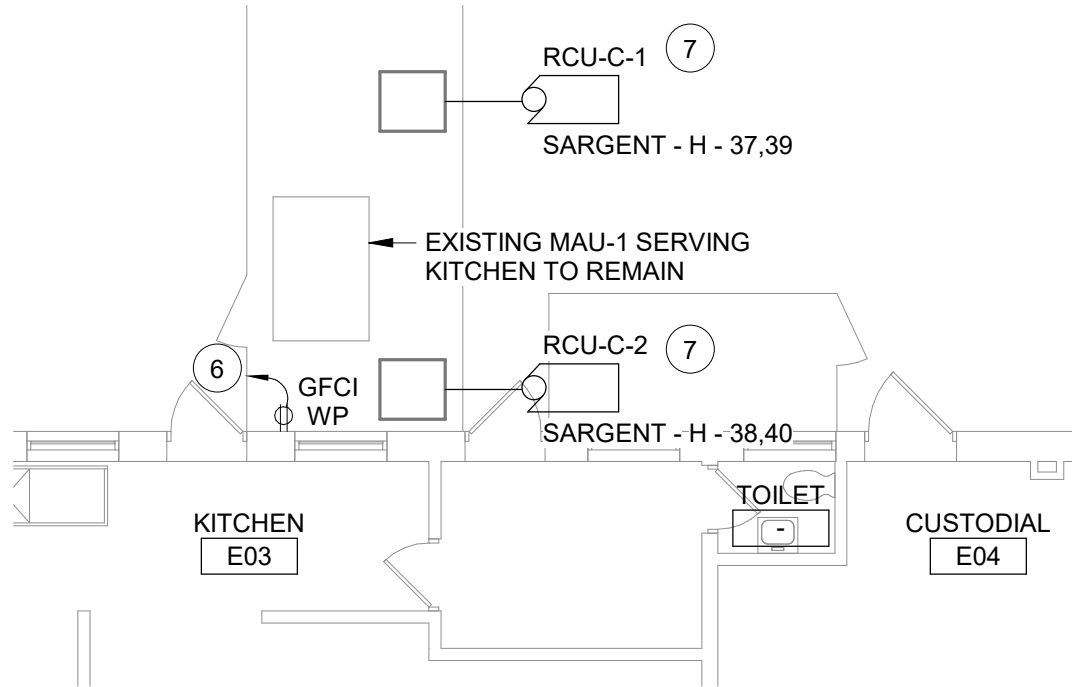 RCU-C-1
7
SARGENT - H - 37,39
EXISTING MAU-1 SERVING
KITCHEN TO REMAIN
RCU-C-2
7
6
GFCI
WP
SARGENT - H - 38,40
TOILET
-
KITCHEN
E03
CUSTODIAL
E04